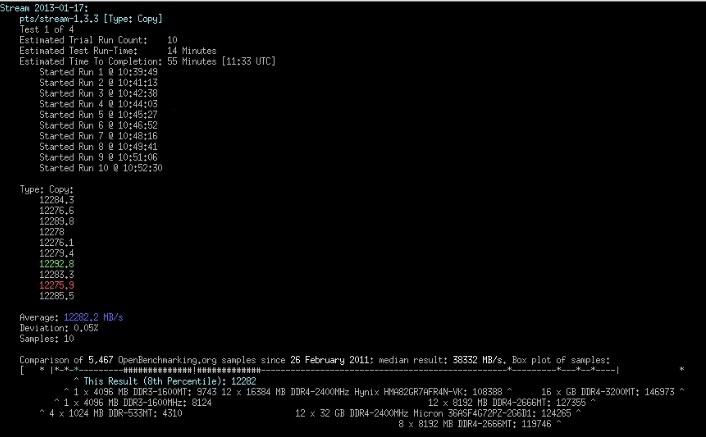 Stream 2013-01-17:
pts/stream-1.3.3 [Type: Copy]
Test 1 of 4
Estimated Trial Run Count:    10
Estimated Test Run-Time:      14 Minutes
Estimated Time To Completion: 55 Minutes [11:33 UTC]
Started Run 1 @ 10:39:49
Started Run 2 @ 10:41:13
Started Run 3 @ 10:42:38
Started Run 4 @ 10:44:03
Started Run 5 @ 10:45:27
Started Run 6 @ 10:46:52
Started Run 7 @ 10:48:16
Started Run 8 @ 10:49:41
Started Run 9 @ 10:51:06
Started Run 10 @ 10:52:30
Type: Copy:
12284.3
12276.6
12289.8
12278
12276.1
12279.4
12292.8
12283.3
12275.9
12285.5
Average: 12282.2 MB/s
Deviation: 0.05%
Samples: 10
Comparison of 5,467 OpenBenchmarking.org samples since 26 February 2011; median result: 38332 MB/s. Box plot of samples:
[   * |*-*-*---------###############|##############------------------------------------------------------*----------*---*--*----|             *
^ This Result (8th Percentile): 12282
^ 1 x 4096 MB DDR3-1600MT: 9743 12 x 16384 MB DDR4-2400MHz Hynix HMA82GR7AFR4N-VK: 108388 ^     16 x GB DDR4-3200MT: 146973 ^
^ 1 x 4096 MB DDR3-1600MHz: 8124     12 x 8192 MB DDR4-2666MT: 127355 ^
^ 4 x 1024 MB DDR-533MT: 4310     12 x 32 GB DDR4-2400MHz Micron 36ASF4G72PZ-2G6D1: 124265 ^
8 x 8192 MB DDR4-2666MT: 119746 ^